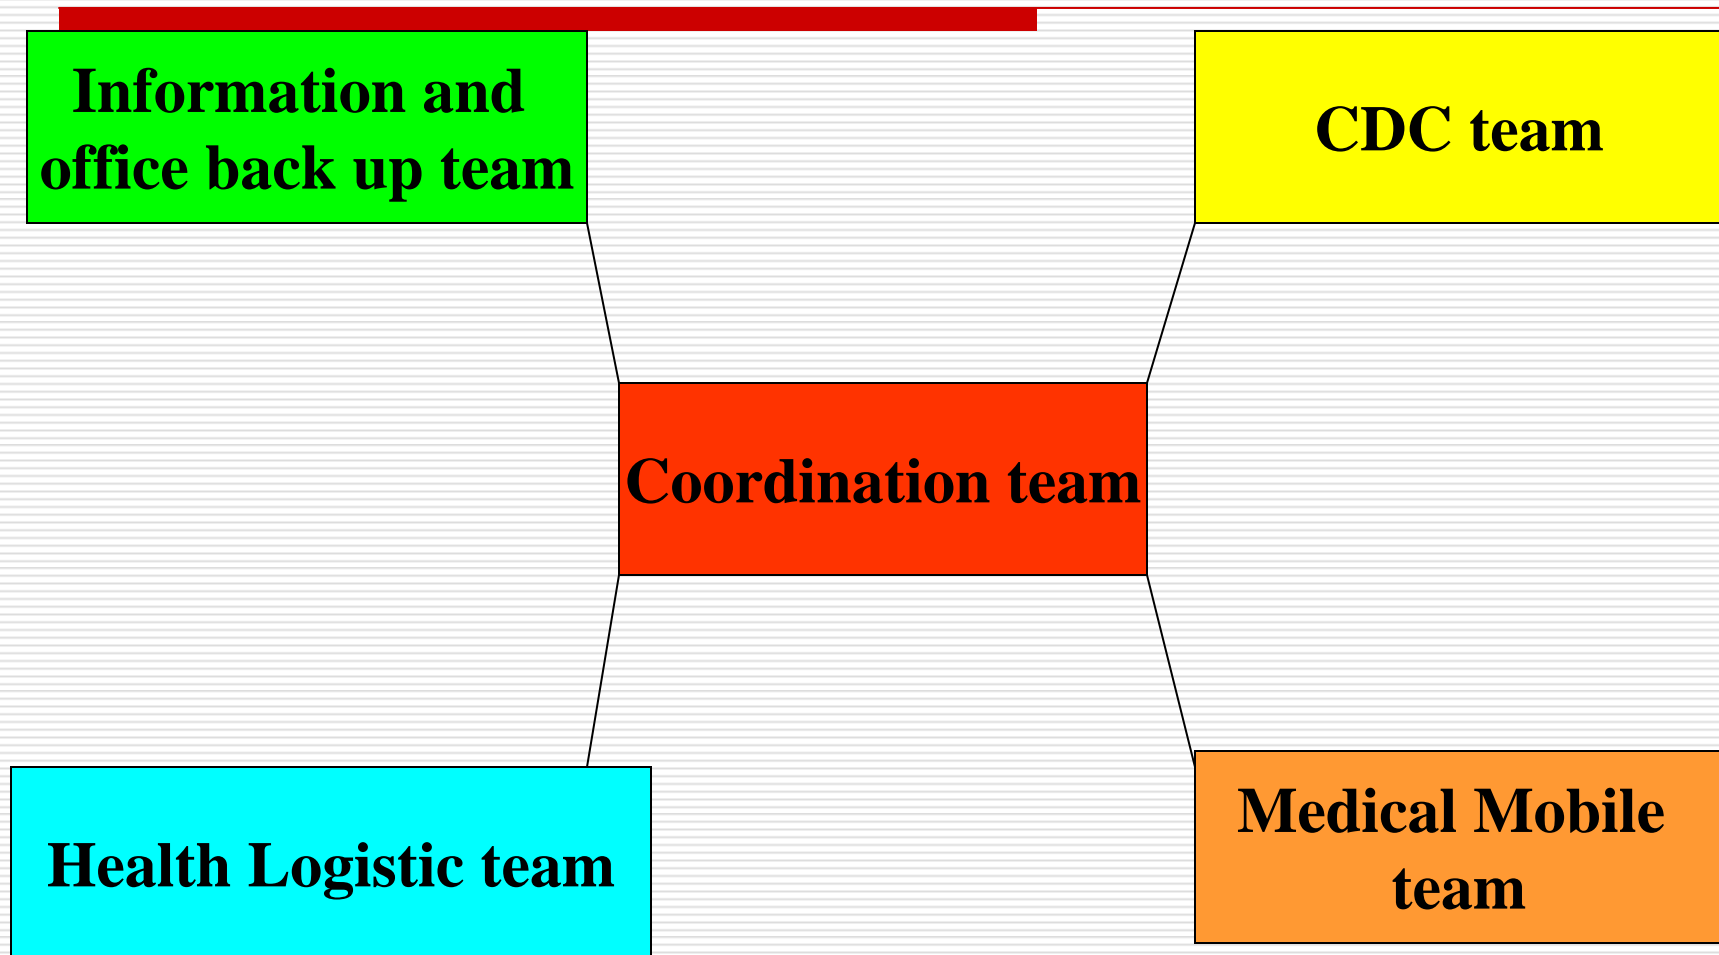 Information and
office back up team
CDC team
Coordination team
Health Logistic team
Medical Mobile
team